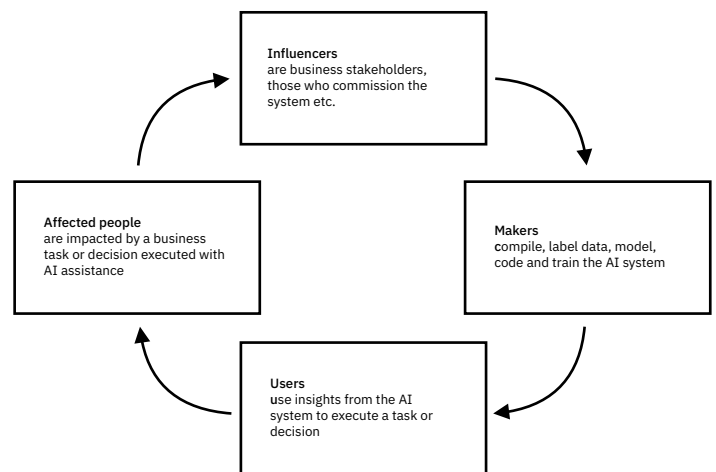 Influencers
are business stakeholders,
those who commission the
system etc.
Affected people
are impacted by a business
task or decision executed with
AI assistance
Makers
compile, label data, model,
code and train the AI system
Users
use insights from the AI
system to execute a task or
decision